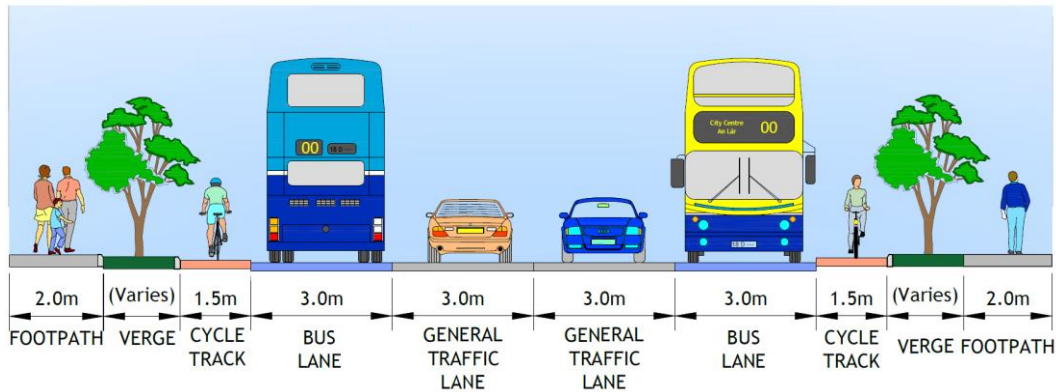 00
18 D
City Centre
An Lár
00
18 D
2.0m
(Varies)
1.5m
3.0m
3.0m
3.0m
3.0m
1.5m
(Varies)
2.0m
FOOTPATH
VERGE
CYCLE
TRACK
BUS
LANE
GENERAL
TRAFFIC
LANE
GENERAL
TRAFFIC
LANE
BUS
LANE
CYCLE
TRACK
VERGE
FOOTPATH